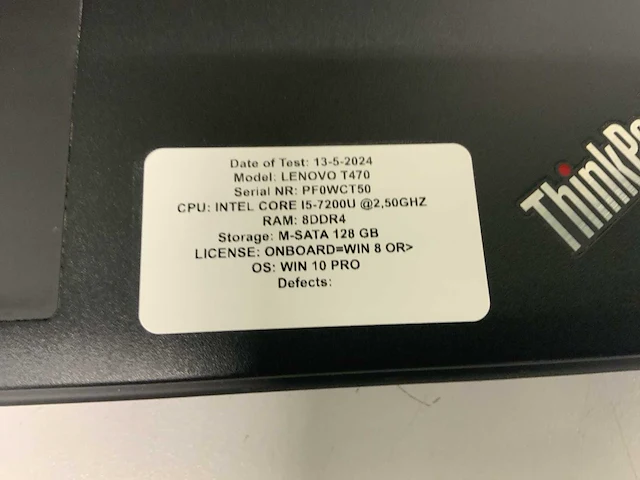 Date of Test: 13-5-2024
Model: LENOVO T470
Serial NR: PF0WCT50
CPU: INTEL CORE I5-7200U @2,50GHZ
RAM: 8DDR4
Storage: M-SATA 128 GB
LICENSE: ONBOARD=WIN 8 OR>
OS: WIN 10 PRO
Defects:
ThinkPa